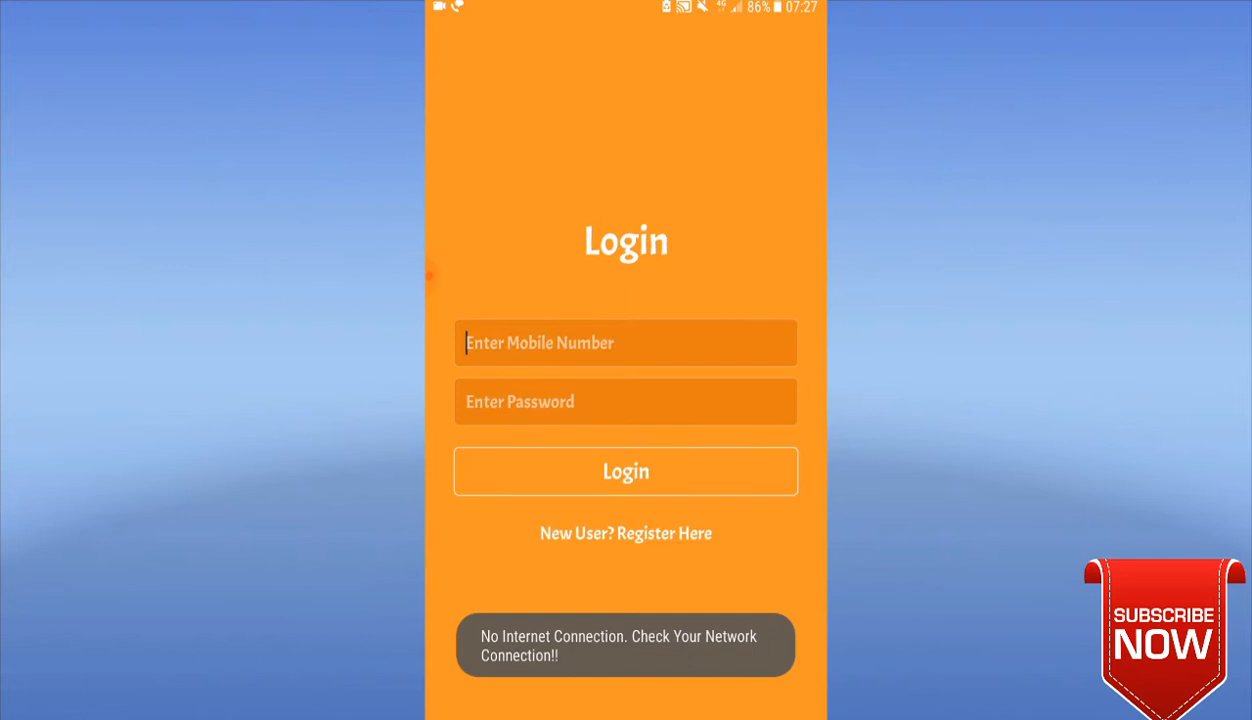 4G 86% 07:27
Login
Enter Mobile Number
Enter Password
Login
New User? Register Here
No Internet Connection. Check Your Network
Connection!!
SUBSCRIBE
NOW